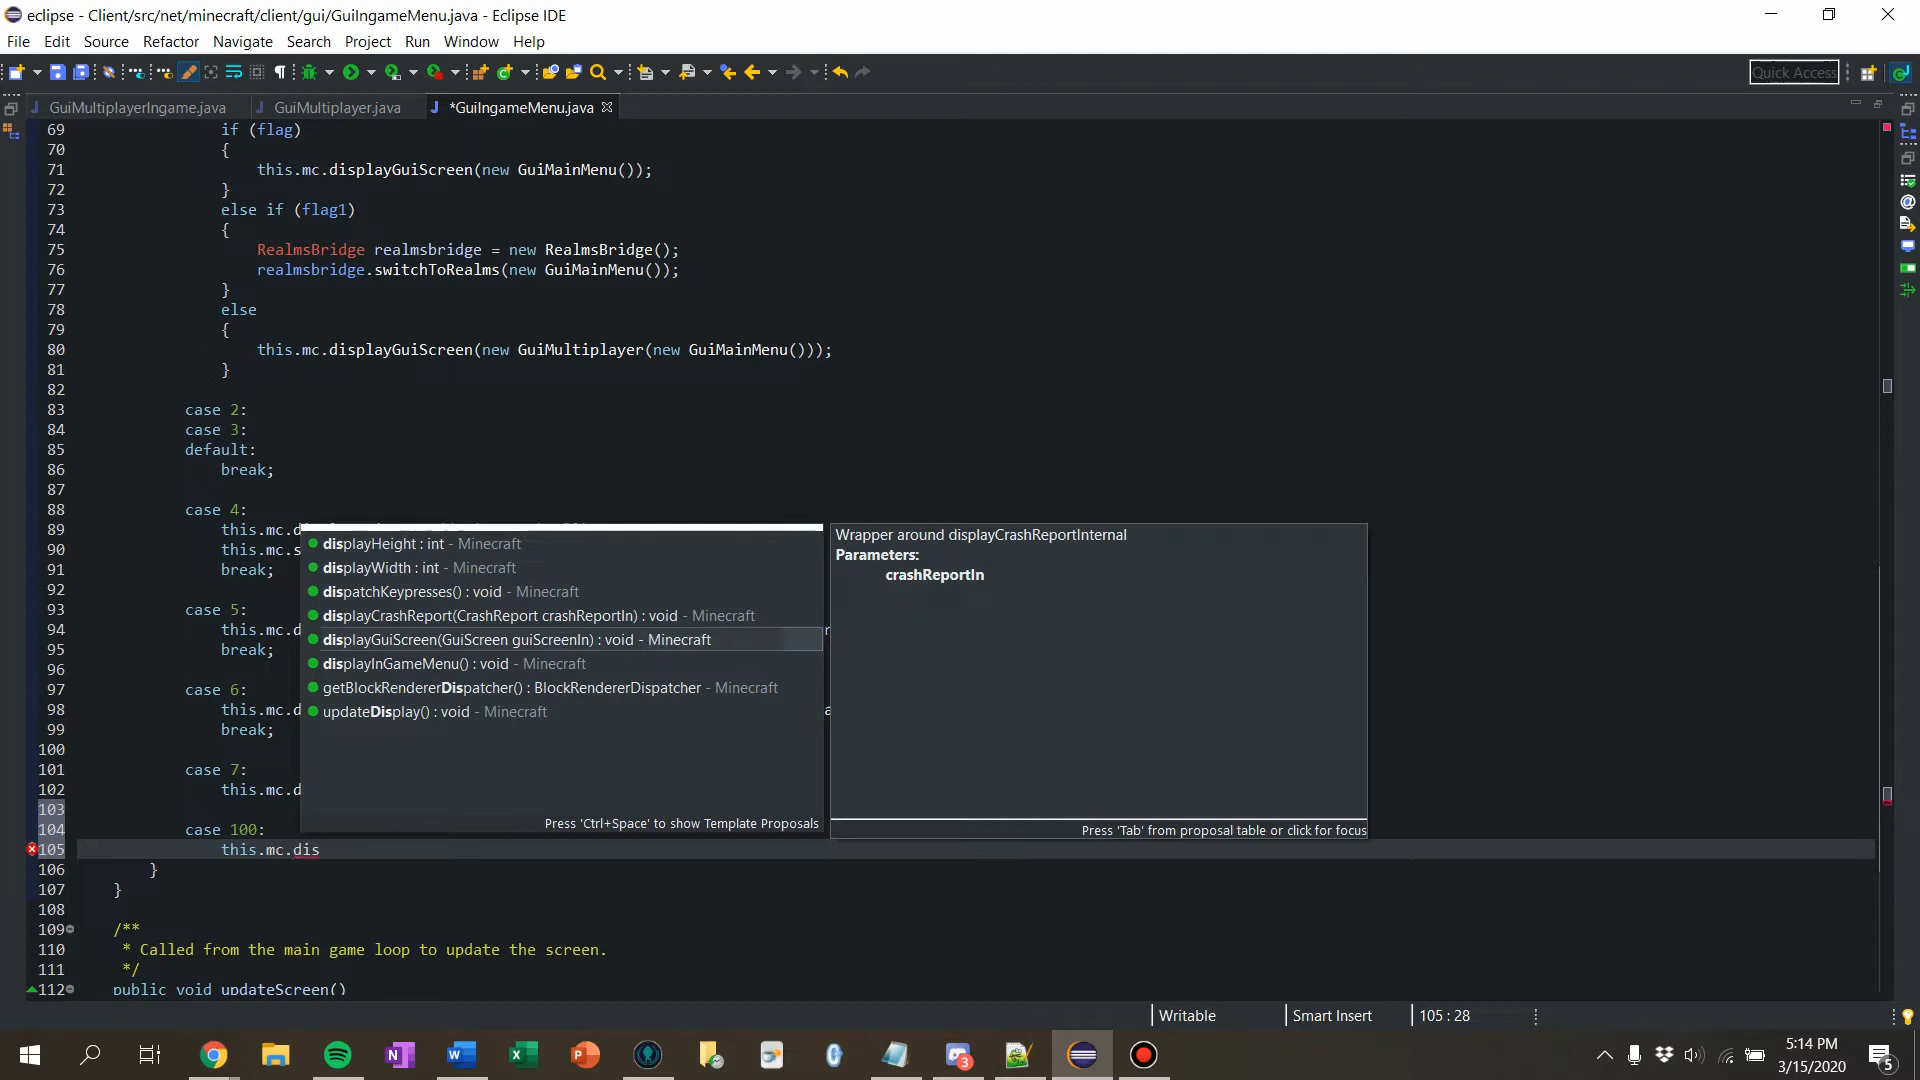 eclipse - Client/src/net/minecraft/client/gui/GuiIngameMenu.java - Eclipse IDE
File Edit Source Refactor Navigate Search Project Run Window Help
Quick Access
GuiMultiplayerIngame.java GuiMultiplayer.java *GuiIngameMenu.java
69 if (flag)
70 {
71 this.mc.displayGuiScreen(new GuiMainMenu());
72 }
73 else if (flag1)
74 {
75 RealmsBridge realmsbridge = new RealmsBridge();
76 realmsbridge.switchToRealms(new GuiMainMenu());
77 }
78 else
79 {
80 this.mc.displayGuiScreen(new GuiMultiplayer(new GuiMainMenu()));
81 }
82
83 case 2:
84 case 3:
85 default:
86 break;
87
88 case 4:
89 this.mc.d
90 this.mc.s
91 break;
92
93 case 5:
94 this.mc.d
95 break;
96
97 case 6:
98 this.mc.d
99 break;
100
101 case 7:
102 this.mc.d
103
104 case 100:
105 this.mc.dis
106 }
107 }
108
109 /**
110 * Called from the main game loop to update the screen.
111 */
112 public void updateScreen()
displayHeight : int - Minecraft
displayWidth : int - Minecraft
dispatchKeypresses() : void - Minecraft
displayCrashReport(CrashReport crashReportIn) : void - Minecraft
displayGuiScreen(GuiScreen guiScreenIn) : void - Minecraft
displayInGameMenu() : void - Minecraft
getBlockRendererDispatcher() : BlockRendererDispatcher - Minecraft
updateDisplay() : void - Minecraft
Press 'Ctrl+Space' to show Template Proposals
Wrapper around displayCrashReportInternal
Parameters:
crashReportIn
Press 'Tab' from proposal table or click for focus
Writable Smart Insert 105 : 28
5:14 PM
3/15/2020